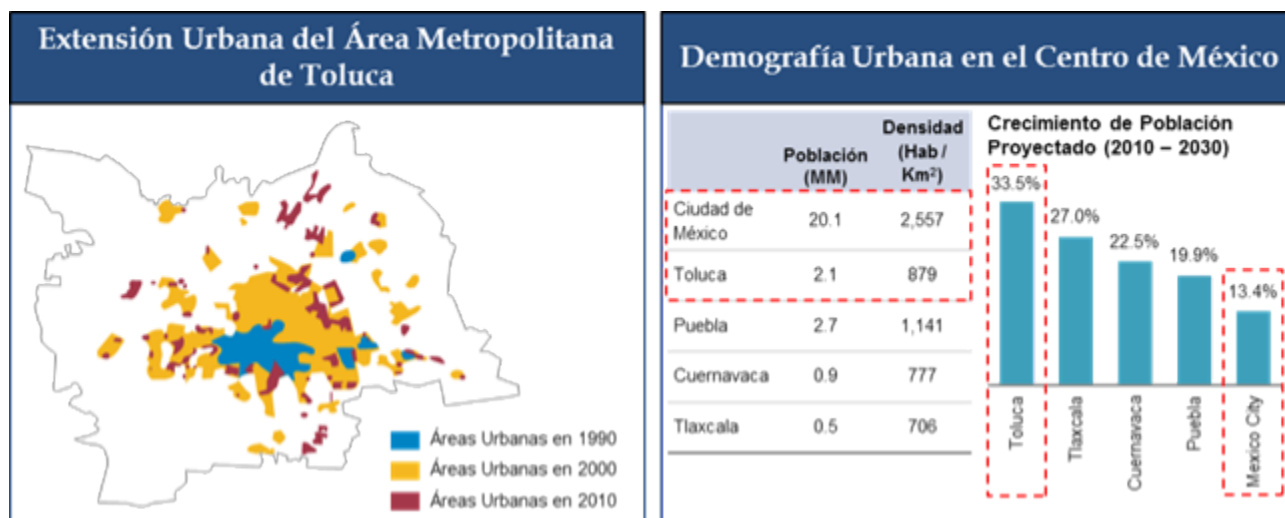 Extensión Urbana del Área Metropolitana
de Toluca
Áreas Urbanas en 1990
Áreas Urbanas en 2000
Áreas Urbanas en 2010
Demografía Urbana en el Centro de México
Población
(MM)
Densidad
(Hab /
Km²)
Ciudad de
México
20.1
2,557
Toluca
2.1
879
Puebla
2.7
1,141
Cuernavaca
0.9
777
Tlaxcala
0.5
706
Crecimiento de Población
Proyectado (2010 – 2030)
33.5%
27.0%
22.5%
19.9%
13.4%
Toluca
Tlaxcala
Cuernavaca
Puebla
Mexico City